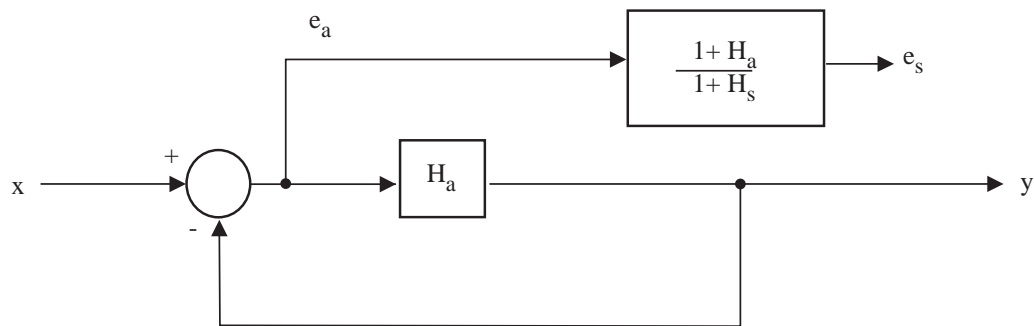 e_a
1+ H_a
1+ H_s
e_s
+
x
H_a
y
-